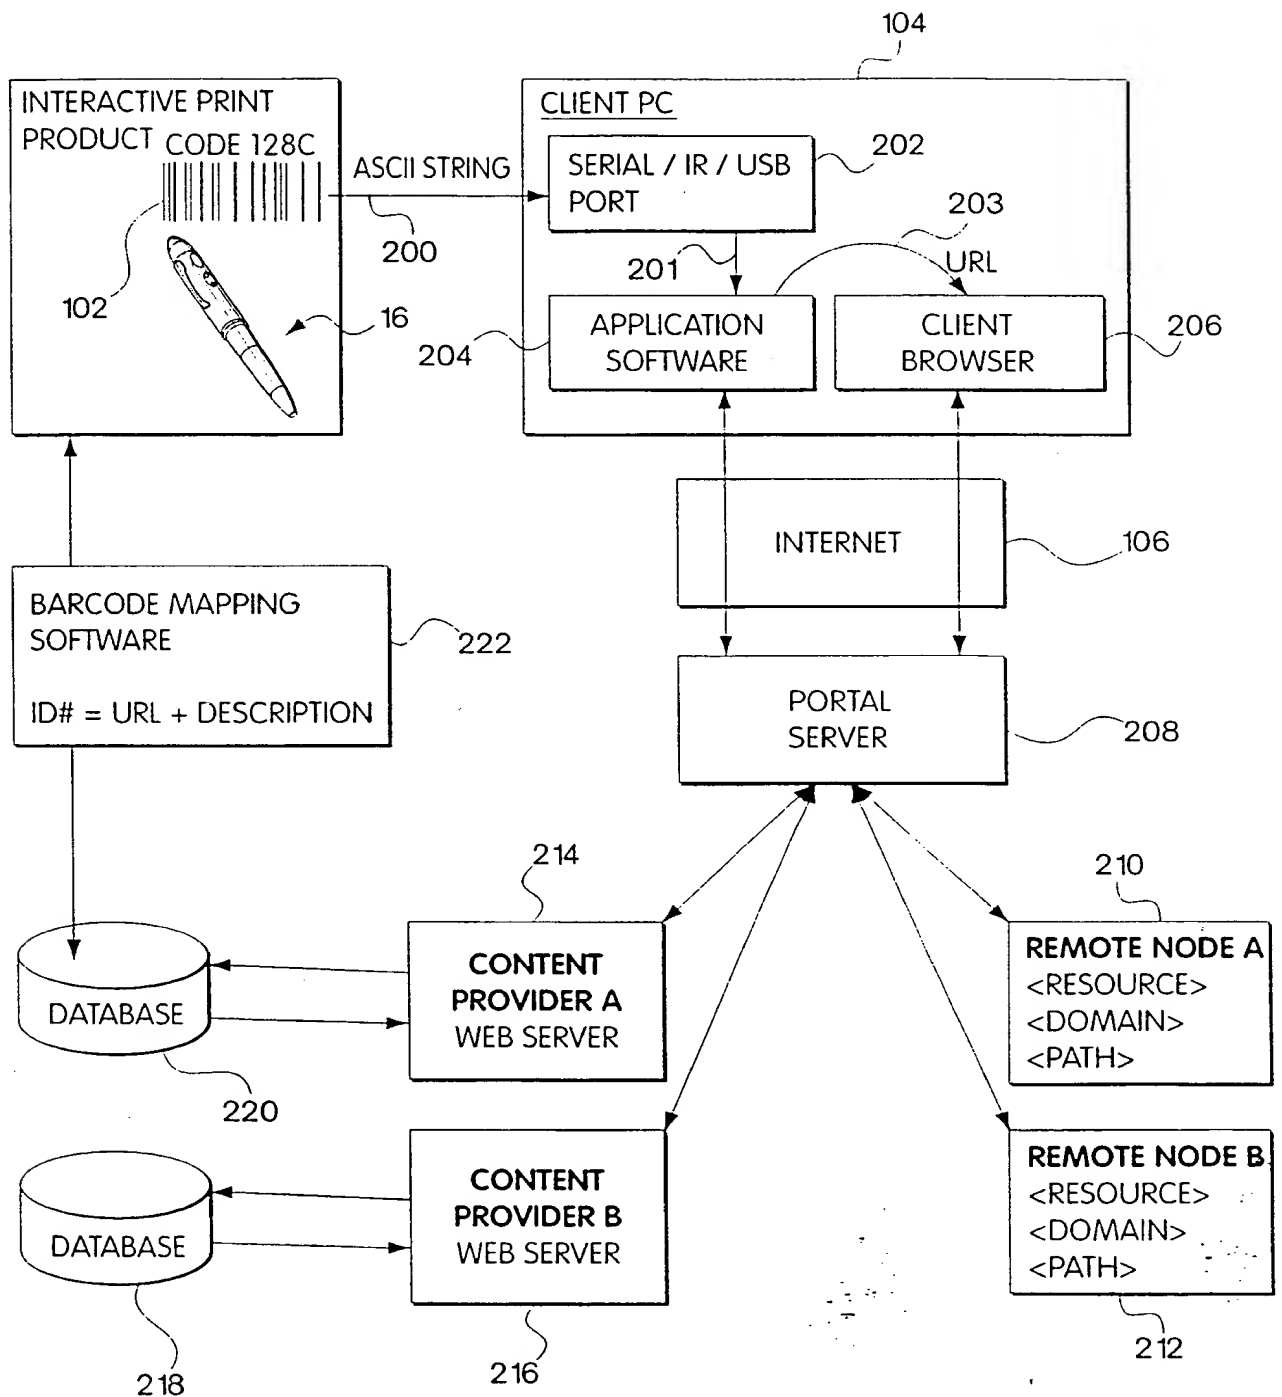 104
INTERACTIVE PRINT
PRODUCT
CODE 128C
102
16
ASCII STRING
200
CLIENT PC
SERIAL / IR / USB
PORT
202
201
203
URL
APPLICATION
SOFTWARE
204
CLIENT
BROWSER
206
INTERNET
106
BARCODE MAPPING
SOFTWARE
ID# = URL + DESCRIPTION
222
PORTAL
SERVER
208
214
210
DATABASE
220
CONTENT
PROVIDER A
WEB SERVER
REMOTE NODE A
<RESOURCE>
<DOMAIN>
<PATH>
DATABASE
218
CONTENT
PROVIDER B
WEB SERVER
216
REMOTE NODE B
<RESOURCE>
<DOMAIN>
<PATH>
212